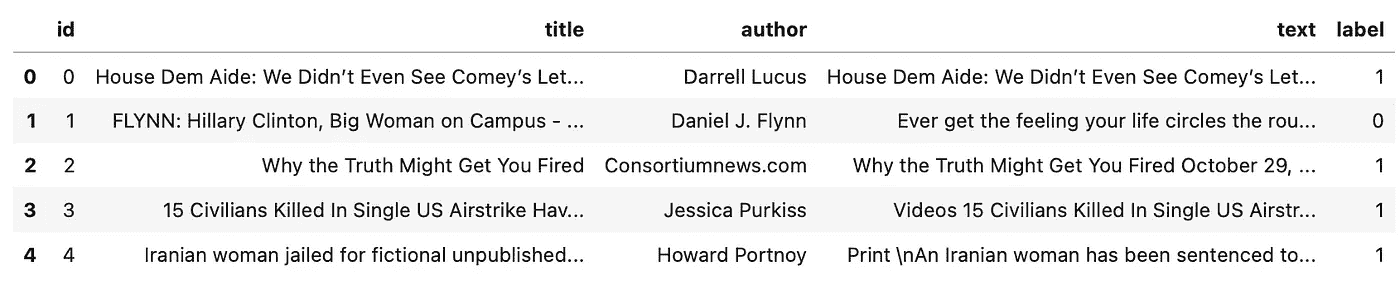 id title author text label
0 0 House Dem Aide: We Didn’t Even See Comey’s Let... Darrell Lucus House Dem Aide: We Didn’t Even See Comey’s Let... 1
1 1 FLYNN: Hillary Clinton, Big Woman on Campus - ... Daniel J. Flynn Ever get the feeling your life circles the rou... 0
2 2 Why the Truth Might Get You Fired Consortiumnews.com Why the Truth Might Get You Fired October 29, ... 1
3 3 15 Civilians Killed In Single US Airstrike Hav... Jessica Purkiss Videos 15 Civilians Killed In Single US Airstr... 1
4 4 Iranian woman jailed for fictional unpublished... Howard Portnoy Print \nAn Iranian woman has been sentenced to... 1